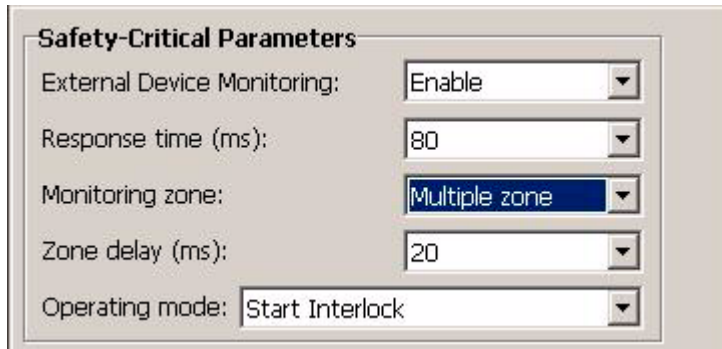 Safety-Critical Parameters
External Device Monitoring: Enable
Response time (ms): 80
Monitoring zone: Multiple zone
Zone delay (ms): 20
Operating mode: Start Interlock